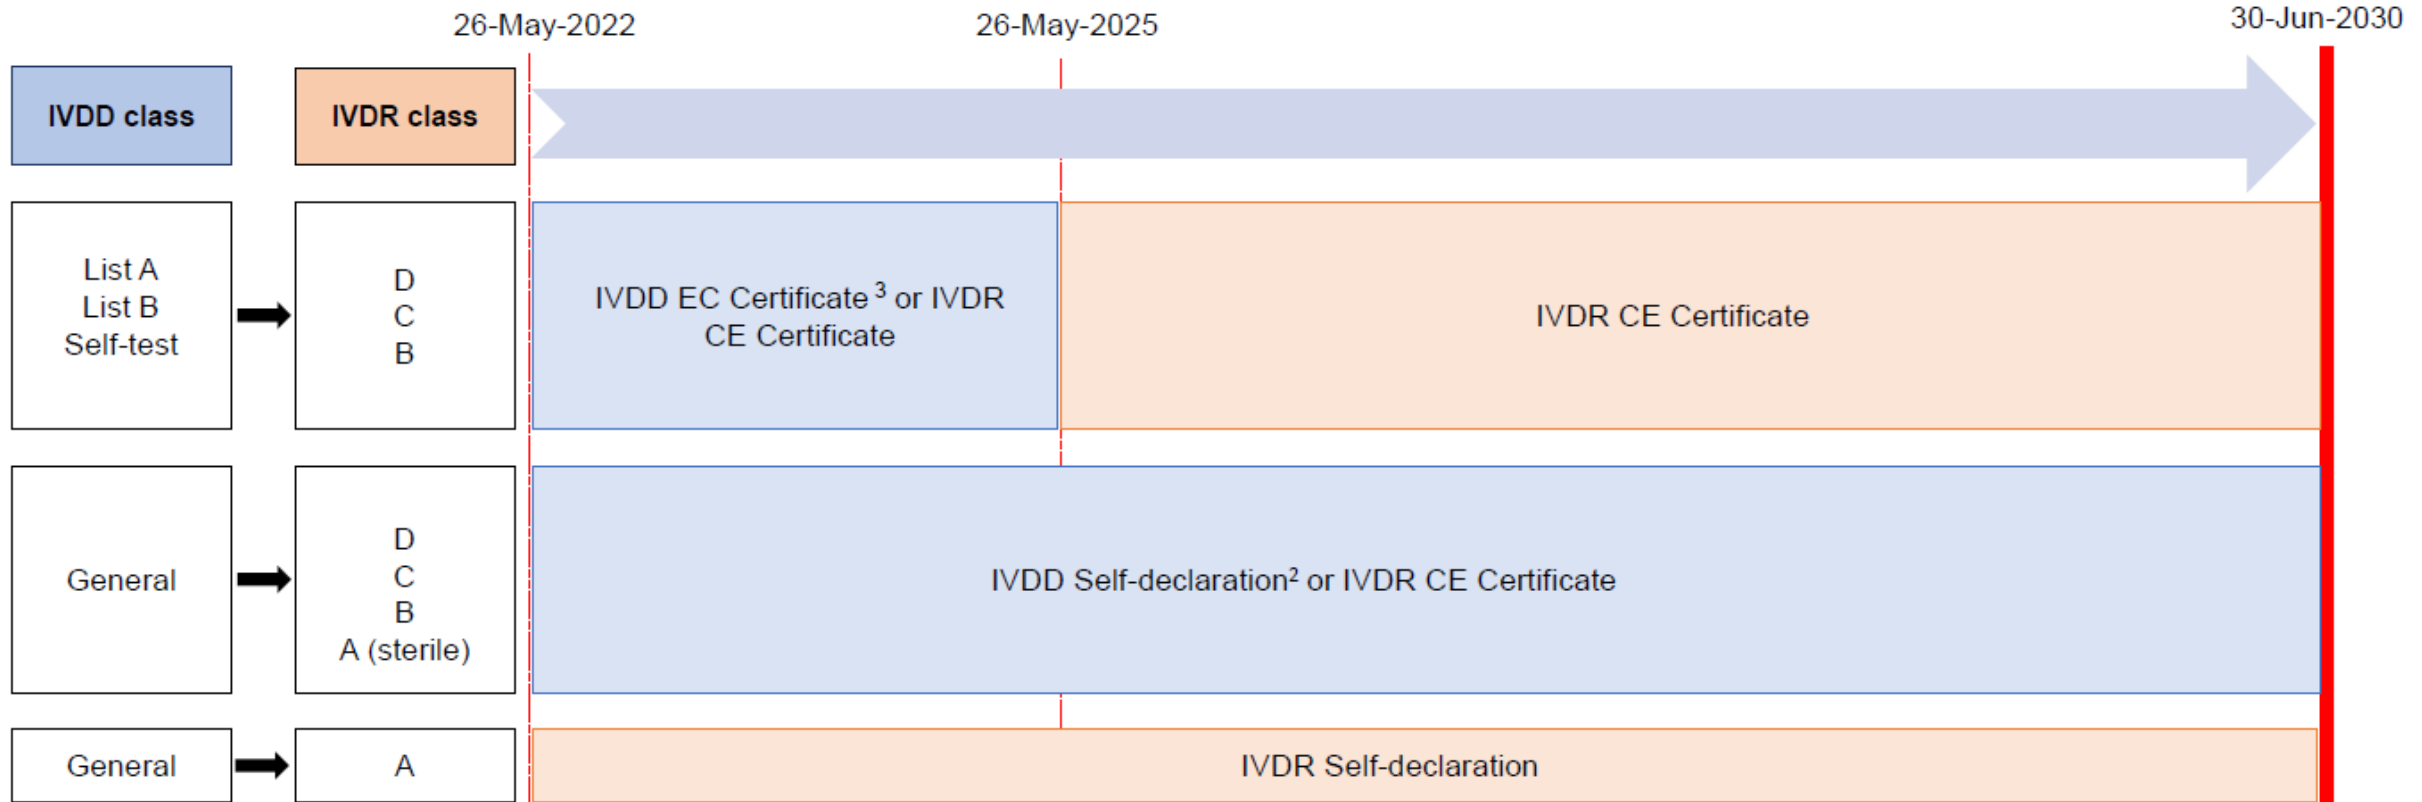 26-May-2022
26-May-2025
30-Jun-2030
IVDD class
IVDR class
List A
List B
Self-test
D
C
B
IVDD EC Certificate ³ or IVDR
CE Certificate
IVDR CE Certificate
General
D
C
B
A (sterile)
IVDD Self-declaration² or IVDR CE Certificate
General
A
IVDR Self-declaration